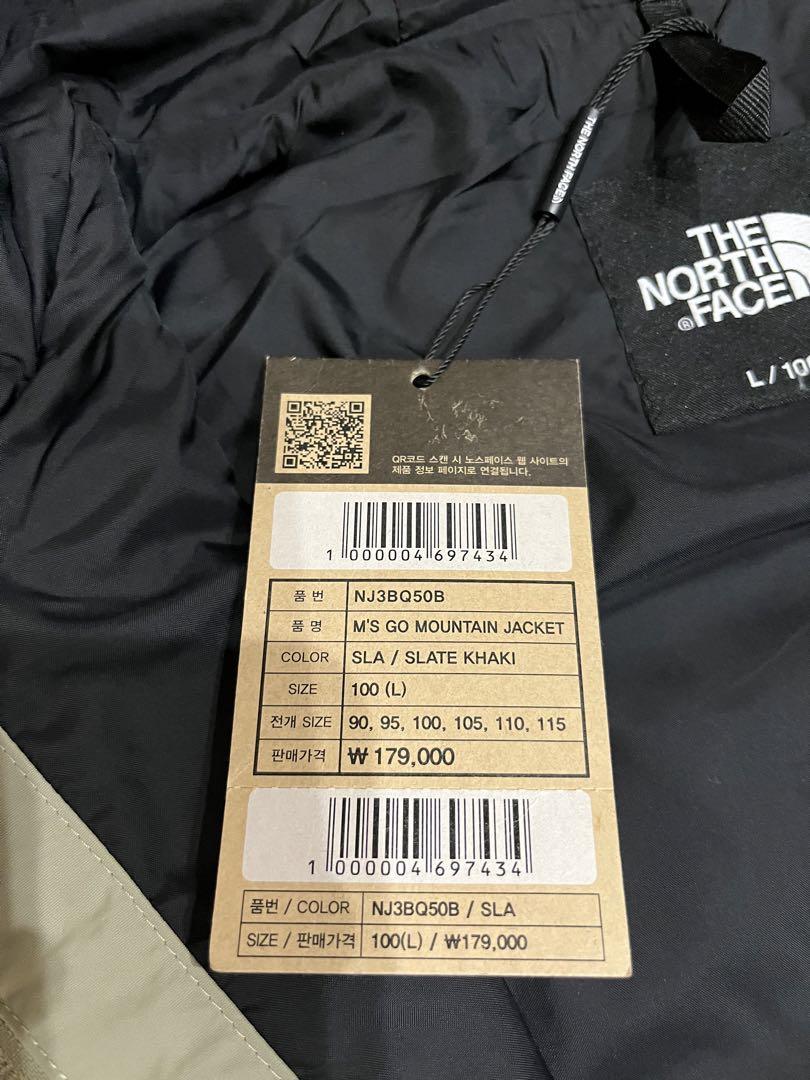 THE NORTH FACE
THE
NORTH
FACE
®
L / 10
QR코드 스캔 시 노스페이스 웹 사이트의
제품 정보 페이지로 연결됩니다.
1 000004 697434
품 번 NJ3BQ50B
품 명 M'S GO MOUNTAIN JACKET
COLOR SLA / SLATE KHAKI
SIZE 100 (L)
전개 SIZE 90, 95, 100, 105, 110, 115
판매가격 ₩ 179,000
1 000004 697434
품번 / COLOR NJ3BQ50B / SLA
SIZE / 판매가격 100(L) / ₩179,000